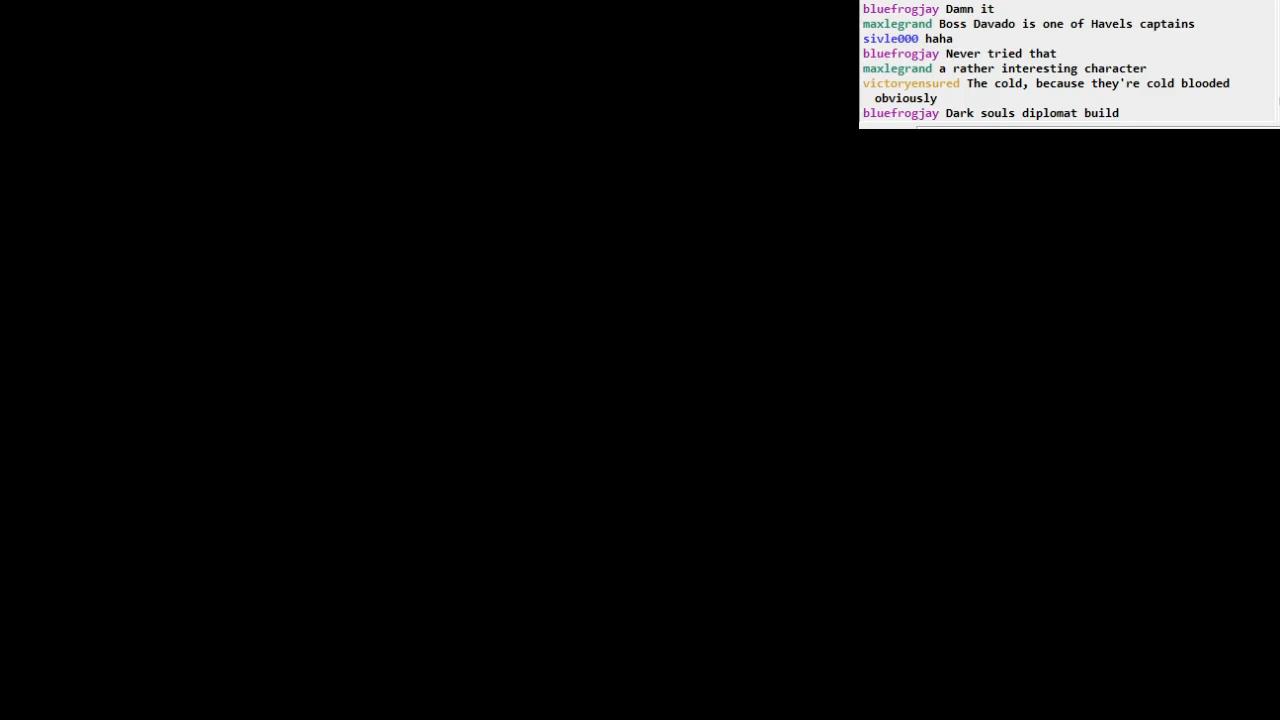 bluefrogjay Damn it
maxlegrand Boss Davado is one of Havels captains
sivle000 haha
bluefrogjay Never tried that
maxlegrand a rather interesting character
victoryensured The cold, because they're cold blooded
obviously
bluefrogjay Dark souls diplomat build